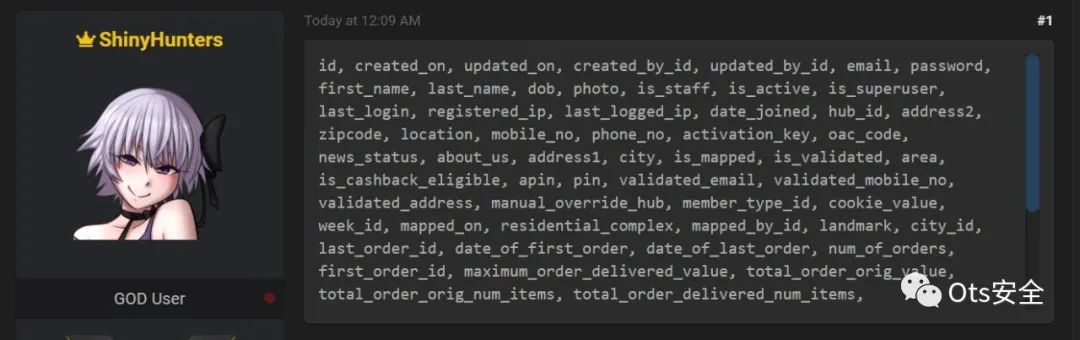 ShinyHunters
GOD User
Today at 12:09 AM
#1
id, created_on, updated_on, created_by_id, updated_by_id, email, password,
first_name, last_name, dob, photo, is_staff, is_active, is_superuser,
last_login, registered_ip, last_logged_ip, date_joined, hub_id, address2,
zipcode, location, mobile_no, phone_no, activation_key, oac_code,
news_status, about_us, address1, city, is_mapped, is_validated, area,
is_cashback_eligible, apin, pin, validated_email, validated_mobile_no,
validated_address, manual_override_hub, member_type_id, cookie_value,
week_id, mapped_on, residential_complex, mapped_by_id, landmark, city_id,
last_order_id, date_of_first_order, date_of_last_order, num_of_orders,
first_order_id, maximum_order_delivered_value, total_order_orig_value,
total_order_orig_num_items, total_order_delivered_num_items,
Ots安全